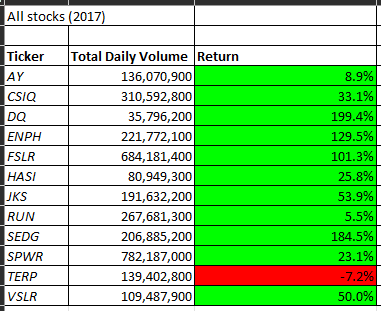 All stocks (2017)
Ticker Total Daily Volume Return
AY 136,070,900 8.9%
CSIQ 310,592,800 33.1%
DQ 35,796,200 199.4%
ENPH 221,772,100 129.5%
FSLR 684,181,400 101.3%
HASI 80,949,300 25.8%
JKS 191,632,200 53.9%
RUN 267,681,300 5.5%
SEDG 206,885,200 184.5%
SPWR 782,187,000 23.1%
TERP 139,402,800 -7.2%
VSLR 109,487,900 50.0%